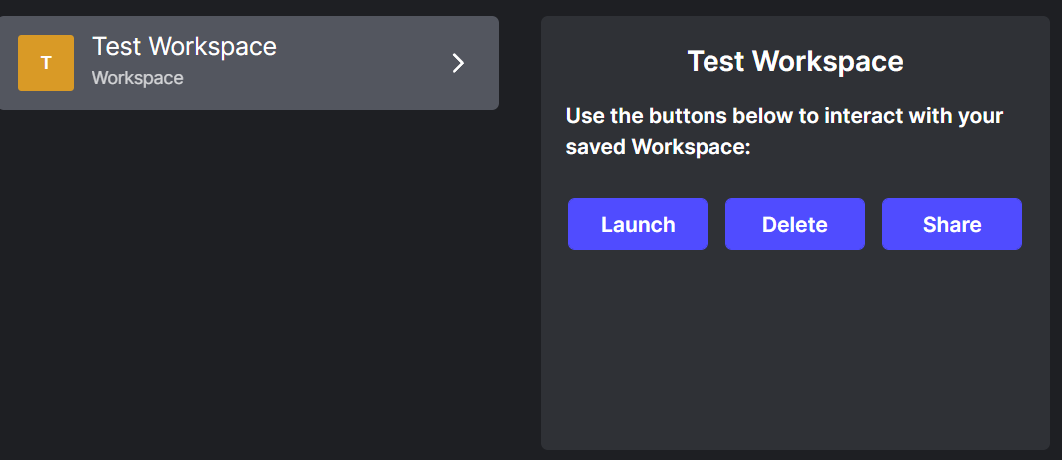 T
Test Workspace
Workspace
Test Workspace
Use the buttons below to interact with your
saved Workspace:
Launch
Delete
Share